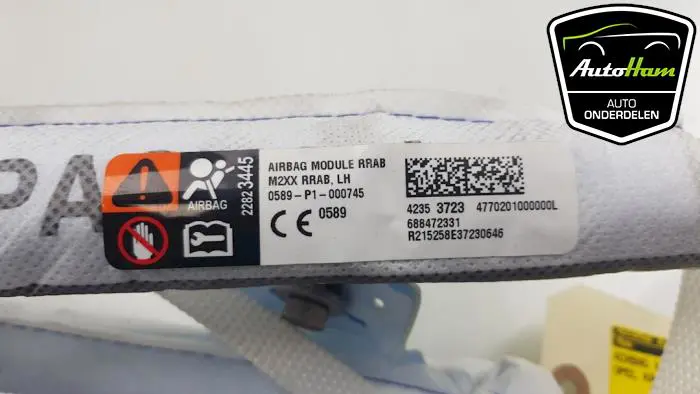 AutoHam
AUTO
ONDERDELEN
PA
AIRBAG
2282 3445
AIRBAG MODULE RRAB
M2XX RRAB, LH
0589-P1-000745
CE 0589
4235 3723 4770201000000L
688472331
R215258E37230646